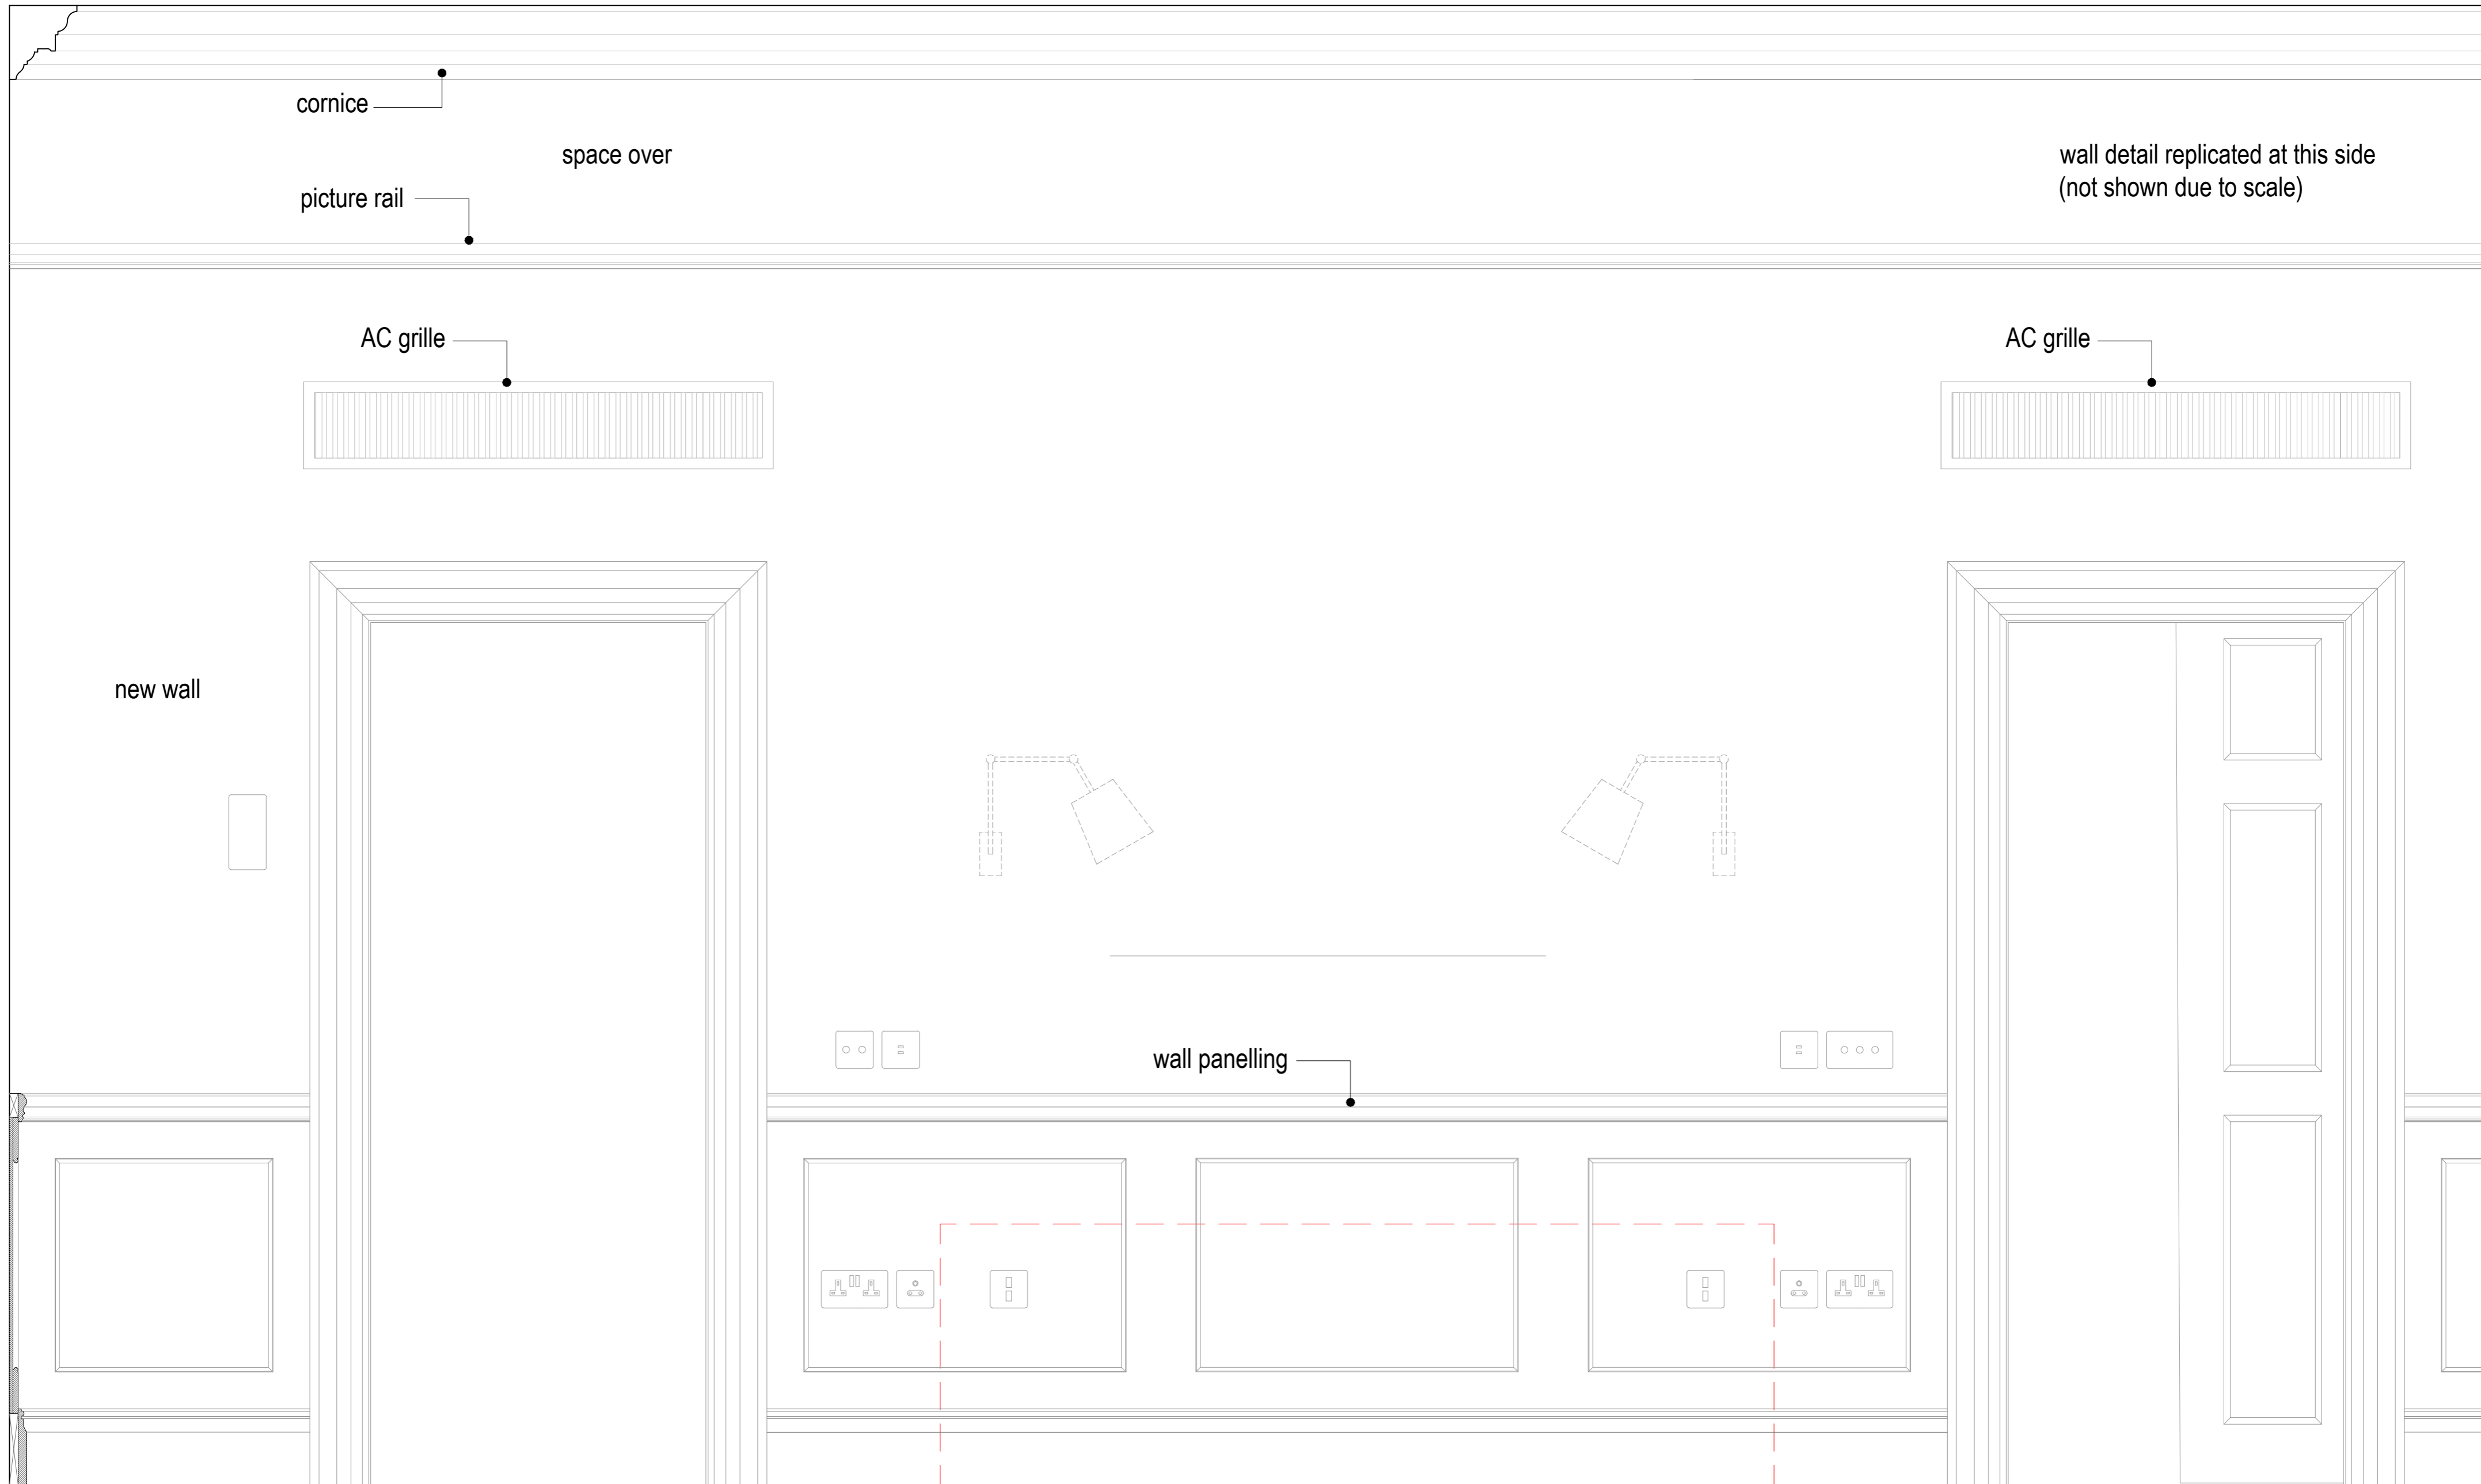 cornice
space over
wall detail replicated at this side
(not shown due to scale)
picture rail
AC grille
AC grille
new wall
wall panelling